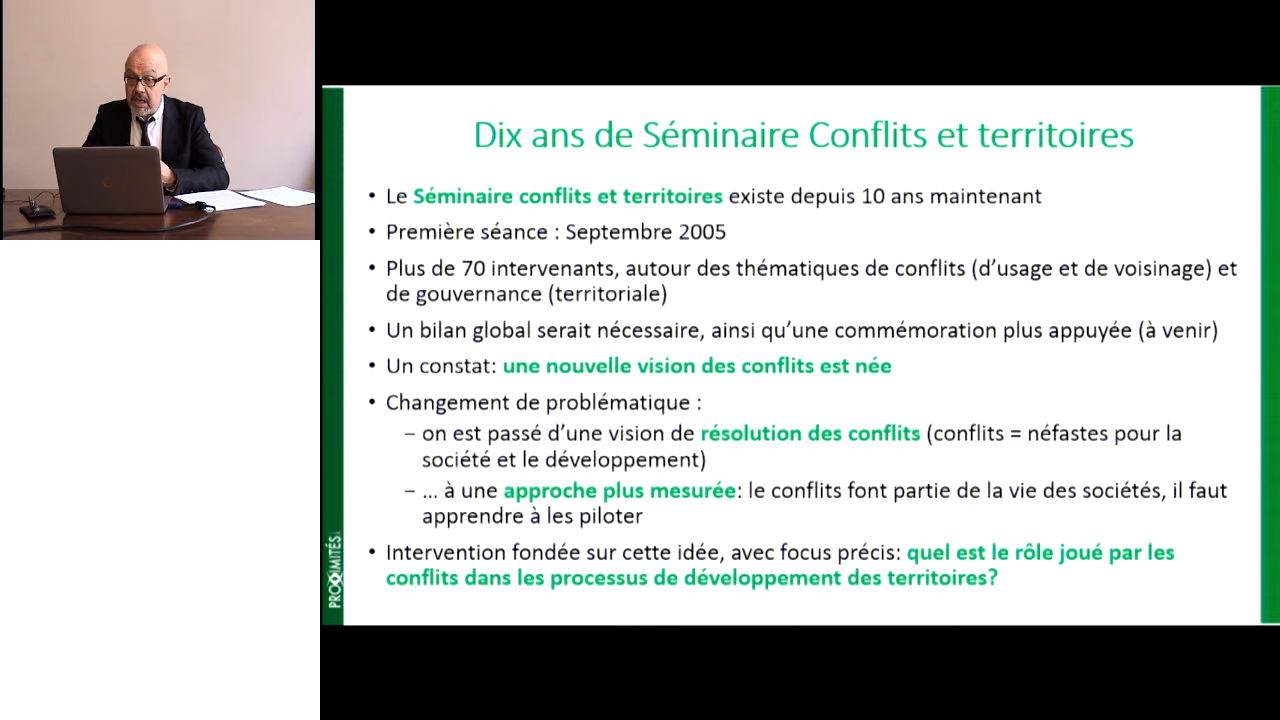 Dix ans de Séminaire Conflits et territoires
• Le Séminaire conflits et territoires existe depuis 10 ans maintenant
• Première séance : Septembre 2005
• Plus de 70 intervenants, autour des thématiques de conflits (d’usage et de voisinage) et
de gouvernance (territoriale)
• Un bilan global serait nécessaire, ainsi qu’une commémoration plus appuyée (à venir)
• Un constat: une nouvelle vision des conflits est née
• Changement de problématique :
– on est passé d’une vision de résolution des conflits (conflits = néfastes pour la
société et le développement)
– … à une approche plus mesurée: le conflits font partie de la vie des sociétés, il faut
apprendre à les piloter
• Intervention fondée sur cette idée, avec focus précis: quel est le rôle joué par les
conflits dans les processus de développement des territoires?
PROXIMITÉS